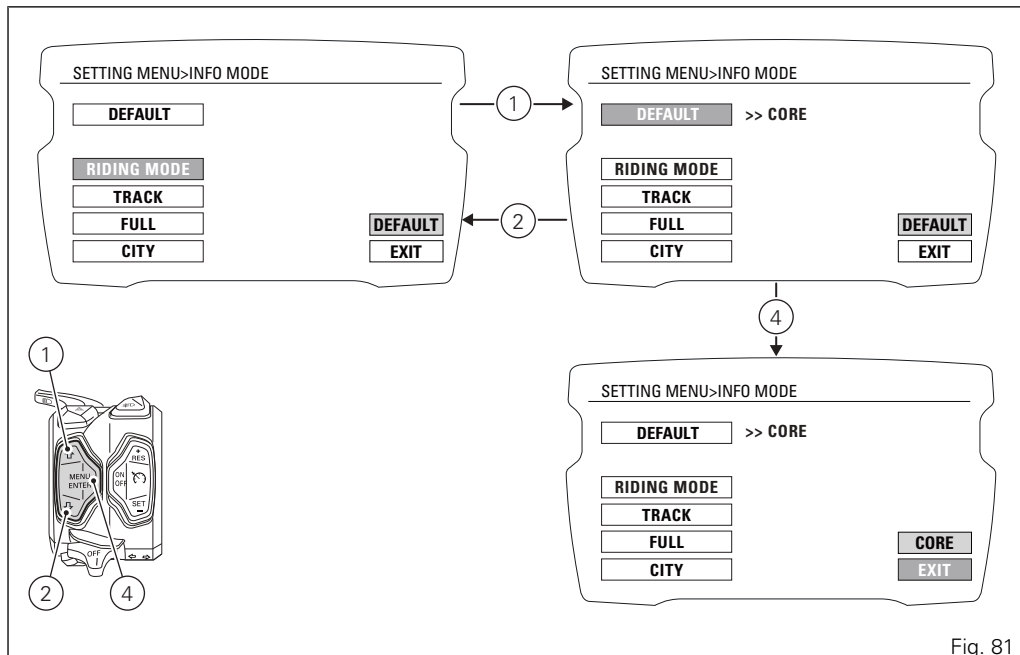 SETTING MENU>INFO MODE
DEFAULT
RIDING MODE
TRACK
FULL
CITY
DEFAULT
EXIT
1
2
SETTING MENU>INFO MODE
DEFAULT >> CORE
RIDING MODE
TRACK
FULL
CITY
DEFAULT
EXIT
4
SETTING MENU>INFO MODE
DEFAULT >> CORE
RIDING MODE
TRACK
FULL
CITY
CORE
EXIT
1
MENU
ENTER
+
RES
ON
OFF
SET
-
OFF
2
4
Fig. 81